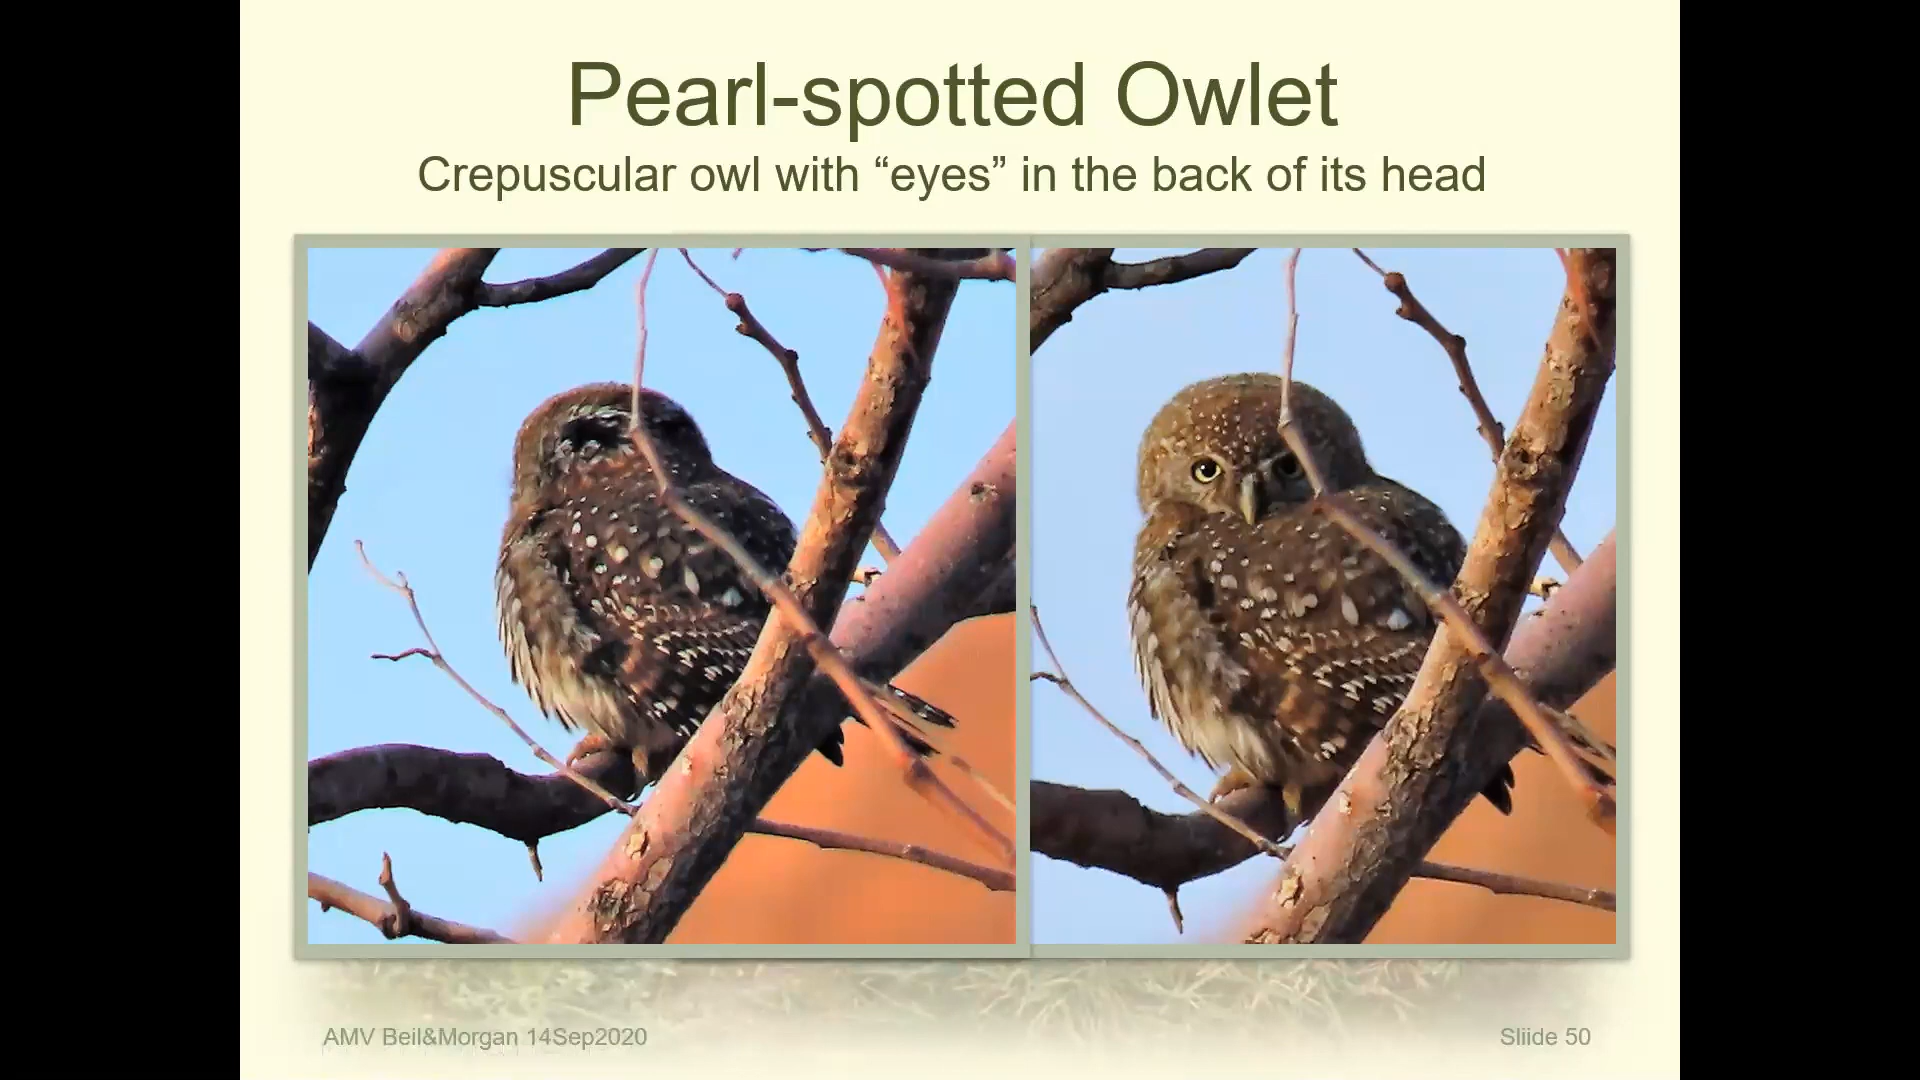 Pearl-spotted Owlet
Crepuscular owl with “eyes” in the back of its head
AMV Beil&Morgan 14Sep2020
Sliide 50